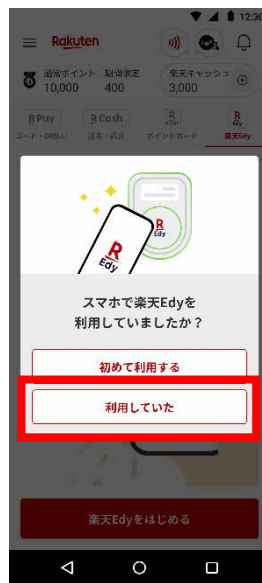 12:30
Rakuten
通常ポイント 期間限定 楽天キャッシュ
10,000 400 3,000
R Pay R Cash R R Edy
コード・QR払い 送る・請求 ポイントカード 楽天Edy
R
Edy
R
Edy
スマホで楽天Edyを
利用していましたか？
初めて利用する
利用していた
楽天Edyをはじめる